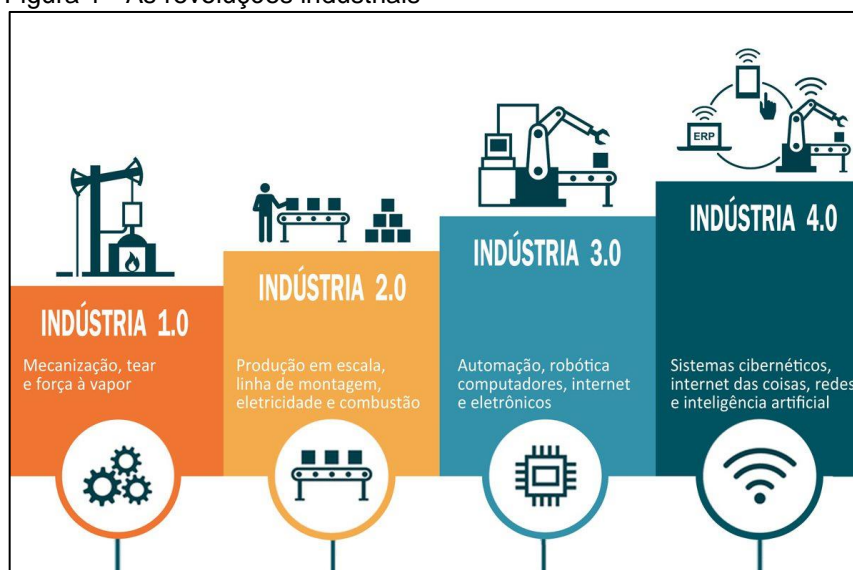 Figura 1 - As revoluções industriais
ERP
INDÚSTRIA 1.0
Mecanização, tear
e força à vapor
INDÚSTRIA 2.0
Produção em escala,
linha de montagem,
eletricidade e combustão
INDÚSTRIA 3.0
Automação, robótica
computadores, internet
e eletrônicos
INDÚSTRIA 4.0
Sistemas cibernéticos,
internet das coisas, redes
e inteligência artificial